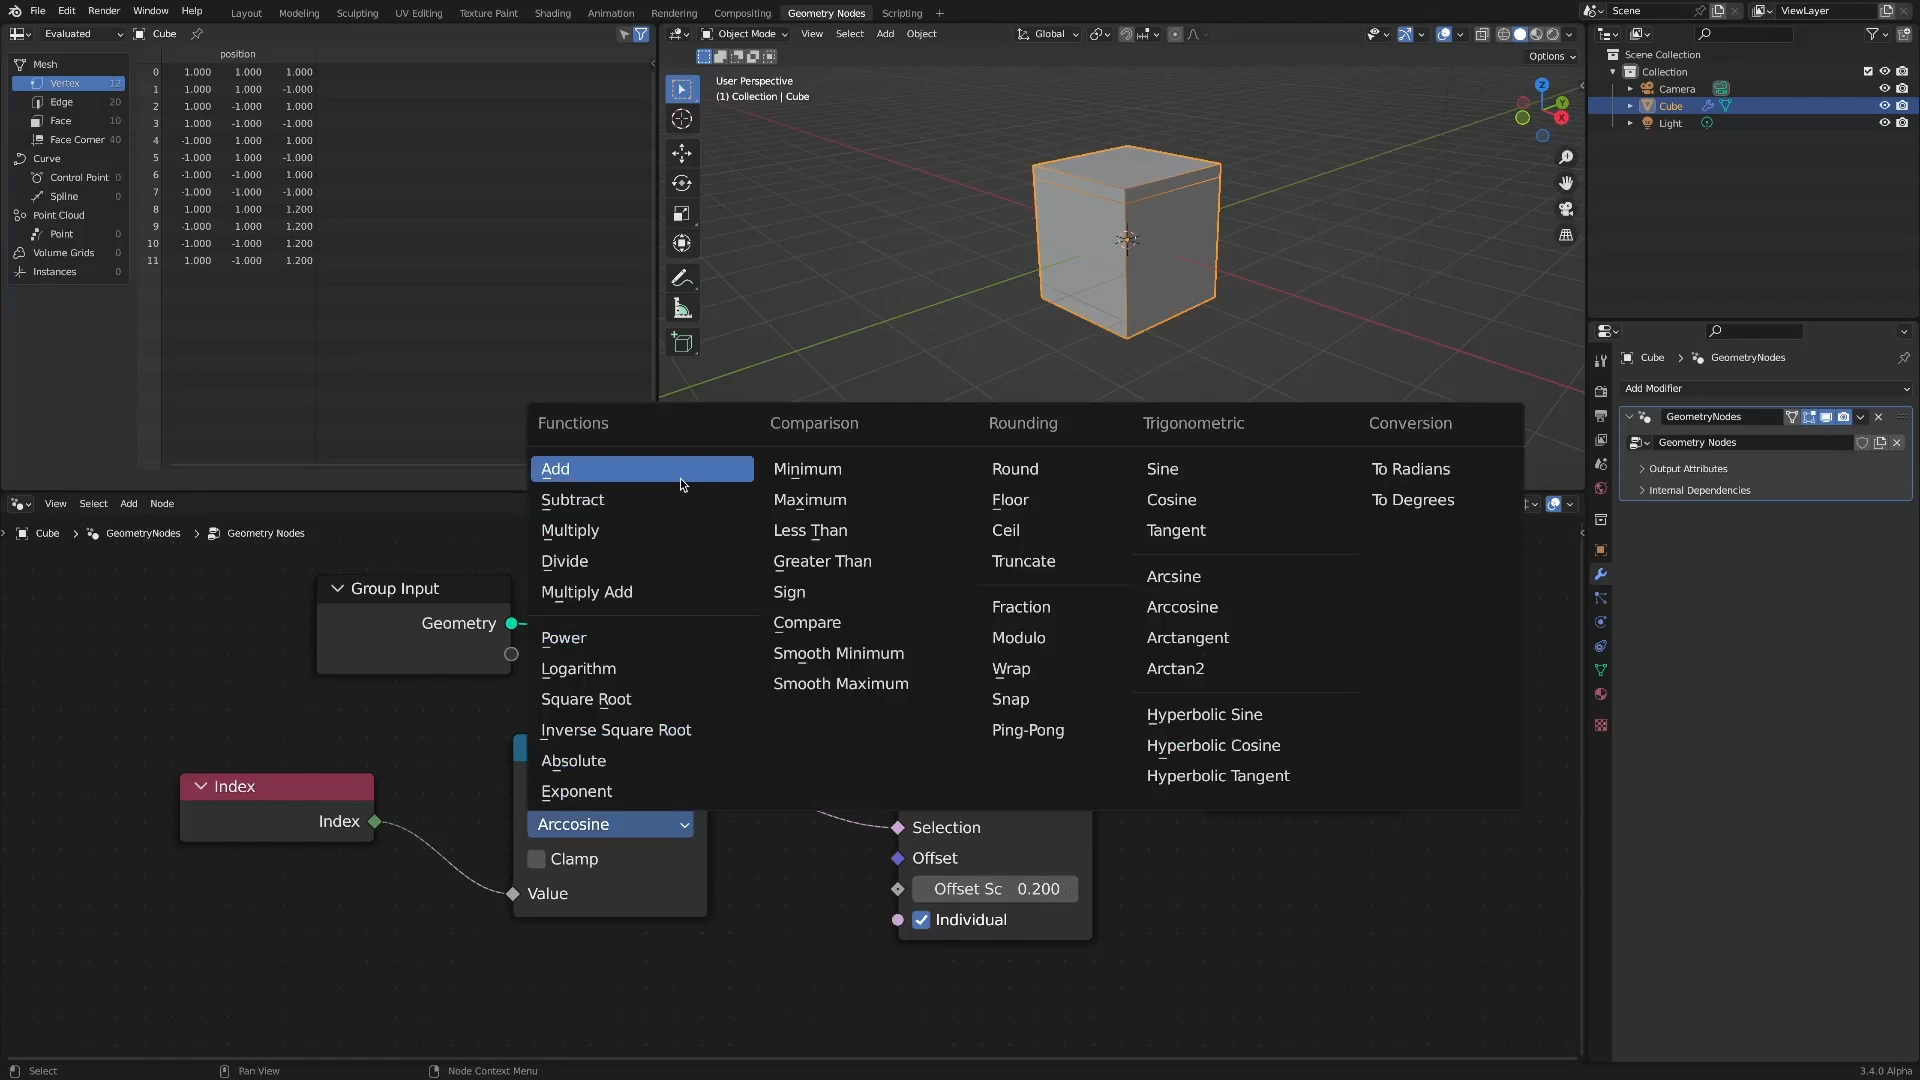 File Edit Render Window Help
Layout Modeling Sculpting UV Editing Texture Paint Shading Animation Rendering Compositing Geometry Nodes Scripting +
Scene ViewLayer
Evaluated Cube
position
Mesh
Vertex 12
Edge 20
Face 10
Face Corner 40
Curve
Control Point 0
Spline 0
Point Cloud
Point 0
Volume Grids 0
Instances 0
0 1.000 1.000 1.000
1 1.000 1.000 -1.000
2 1.000 -1.000 1.000
3 1.000 -1.000 -1.000
4 -1.000 1.000 1.000
5 -1.000 1.000 -1.000
6 -1.000 -1.000 1.000
7 -1.000 -1.000 -1.000
8 1.000 1.000 1.200
9 -1.000 1.000 1.200
10 -1.000 -1.000 1.200
11 1.000 -1.000 1.200
Object Mode View Select Add Object Global
Options
User Perspective
(1) Collection | Cube
Z
Y
X
Scene Collection
Collection
Camera
Cube
Light
Cube GeometryNodes
Add Modifier
GeometryNodes
Geometry Nodes
Output Attributes
Internal Dependencies
View Select Add Node
Cube GeometryNodes Geometry Nodes
Functions
Add
Subtract
Multiply
Divide
Multiply Add
Power
Logarithm
Square Root
Inverse Square Root
Absolute
Exponent
Comparison
Minimum
Maximum
Less Than
Greater Than
Sign
Compare
Smooth Minimum
Smooth Maximum
Rounding
Round
Floor
Ceil
Truncate
Fraction
Modulo
Wrap
Snap
Ping-Pong
Trigonometric
Sine
Cosine
Tangent
Arcsine
Arccosine
Arctangent
Arctan2
Hyperbolic Sine
Hyperbolic Cosine
Hyperbolic Tangent
Conversion
To Radians
To Degrees
Group Input
Geometry
Index
Index
Arccosine
Clamp
Value
Selection
Offset
Offset Sc 0.200
Individual
Select Pan View Node Context Menu
3.4.0 Alpha